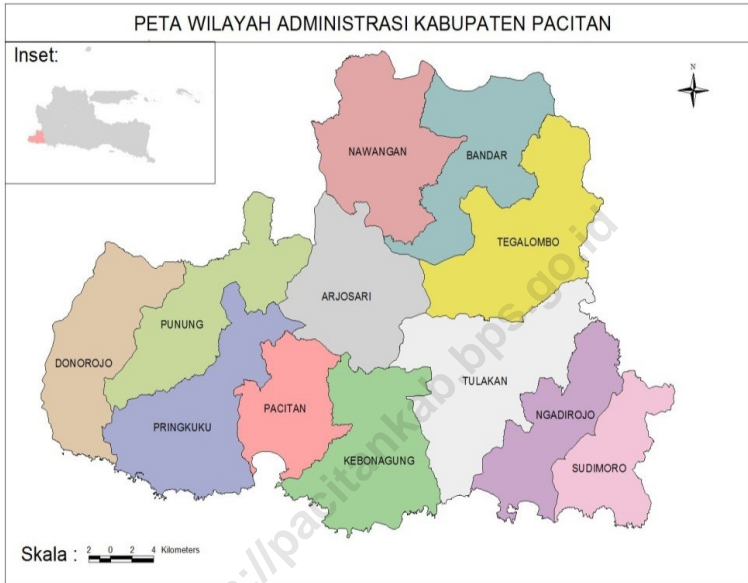 PETA WILAYAH ADMINISTRASI KABUPATEN PACITAN
Inset:
N
NAWANGAN
BANDAR
TEGALOMBO
ARJOSARI
PUNUNG
DONOROJO
TULAKAN
PACITAN
NGADIROJO
PRINGKUKU
KEBONAGUNG
SUDIMORO
Skala : 2 0 2 4 Kilometers
://pacitankab.bps.go.id